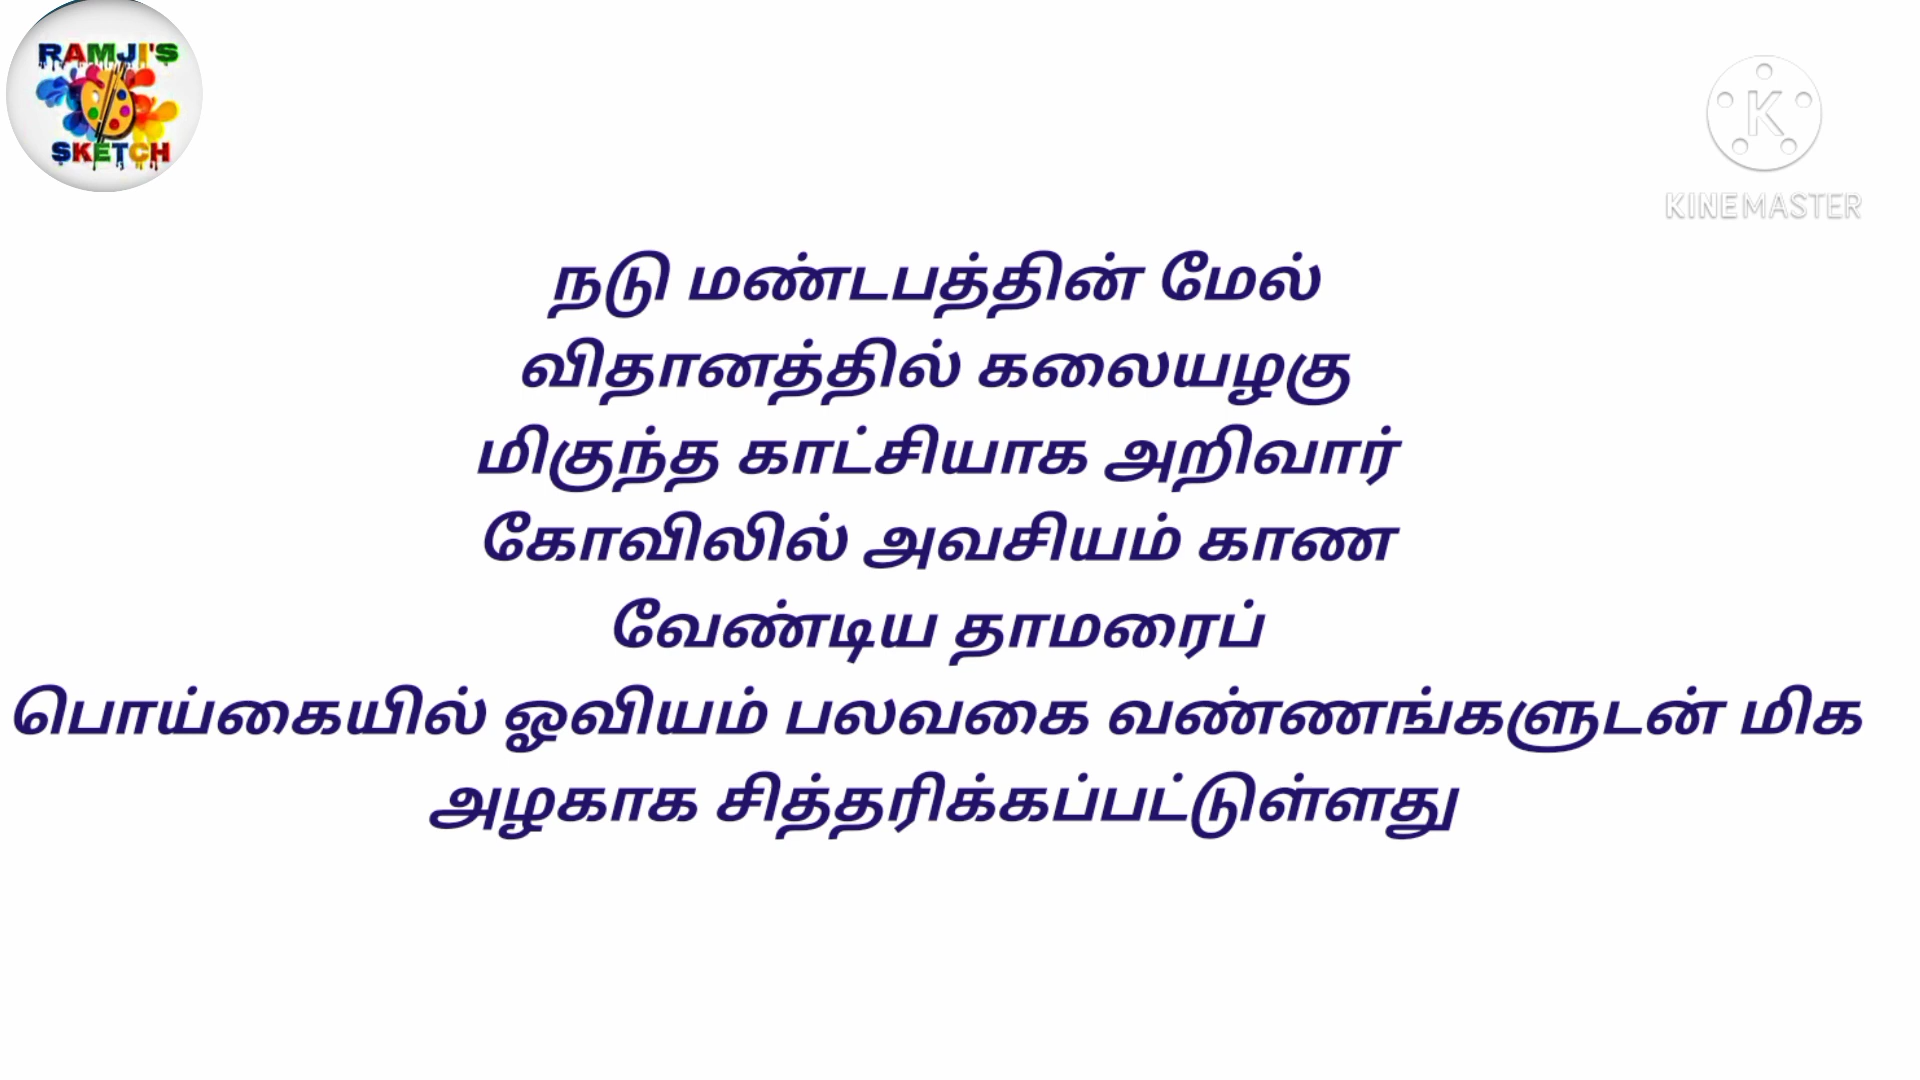 RAMJI'S
SKETCH
KINEMASTER
நடு மண்டபத்தின் மேல்
விதானத்தில் கலையழகு
மிகுந்த காட்சியாக அறிவார்
கோவிலில் அவசியம் காண
வேண்டிய தாமரைப்
பொய்கையில் ஓவியம் பலவகை வண்ணங்களுடன் மிக
அழகாக சித்தரிக்கப்பட்டுள்ளது